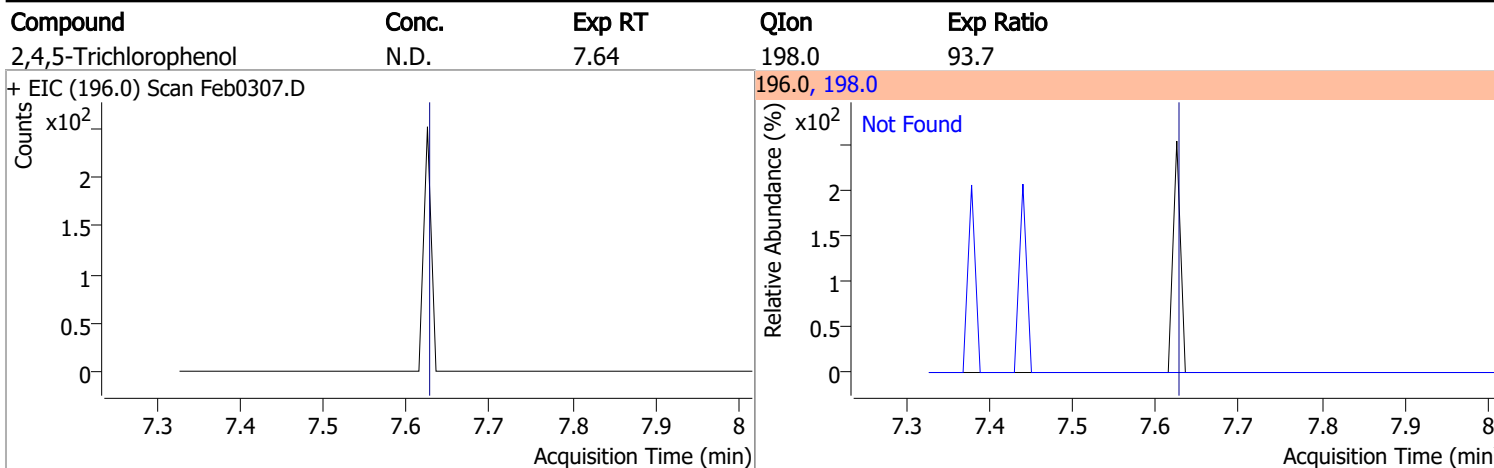 Compound Conc. Exp RT QIon Exp Ratio
2,4,5-Trichlorophenol N.D. 7.64 198.0 93.7
+ EIC (196.0) Scan Feb0307.D
Counts
x10²
2
1.5
1
0.5
0
7.3 7.4 7.5 7.6 7.7 7.8 7.9 8
Acquisition Time (min)
196.0, 198.0
Relative Abundance (%)
x10²
Not Found
2
1.5
1
0.5
0
7.3 7.4 7.5 7.6 7.7 7.8 7.9 8
Acquisition Time (min